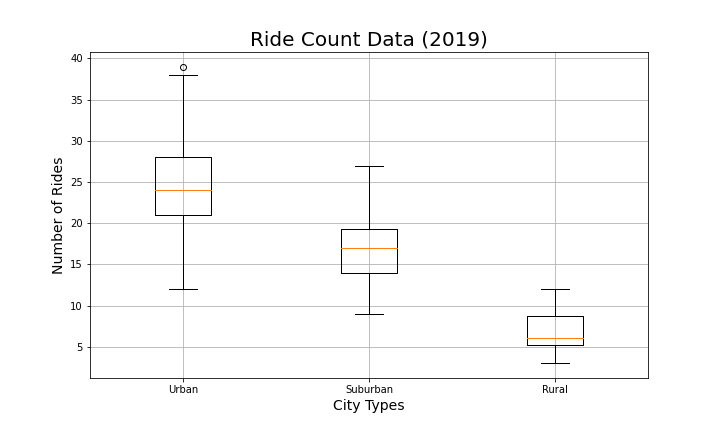 Ride Count Data (2019)
Number of Rides
40
35
30
25
20
15
10
5
Urban
Suburban
Rural
City Types